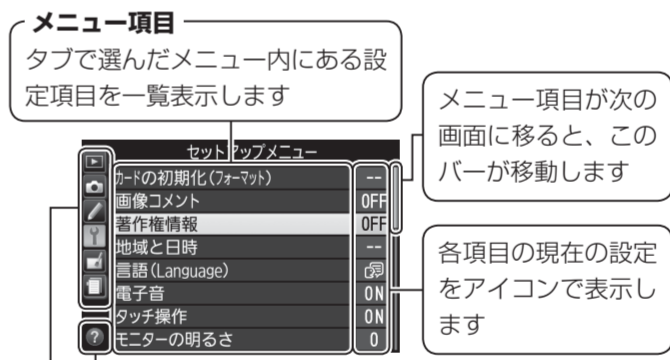 メニュー項目
タブで選んだメニュー内にある設
定項目を一覧表示します
メニュー項目が次の
画面に移ると、この
バーが移動します
セットアップメニュー
カードの初期化(フォーマット) --
画像コメント OFF
著作権情報 OFF
地域と日時 --
言語(Language)
電子音 ON
タッチ操作 ON
モニターの明るさ 0
?
各項目の現在の設定
をアイコンで表示し
ます